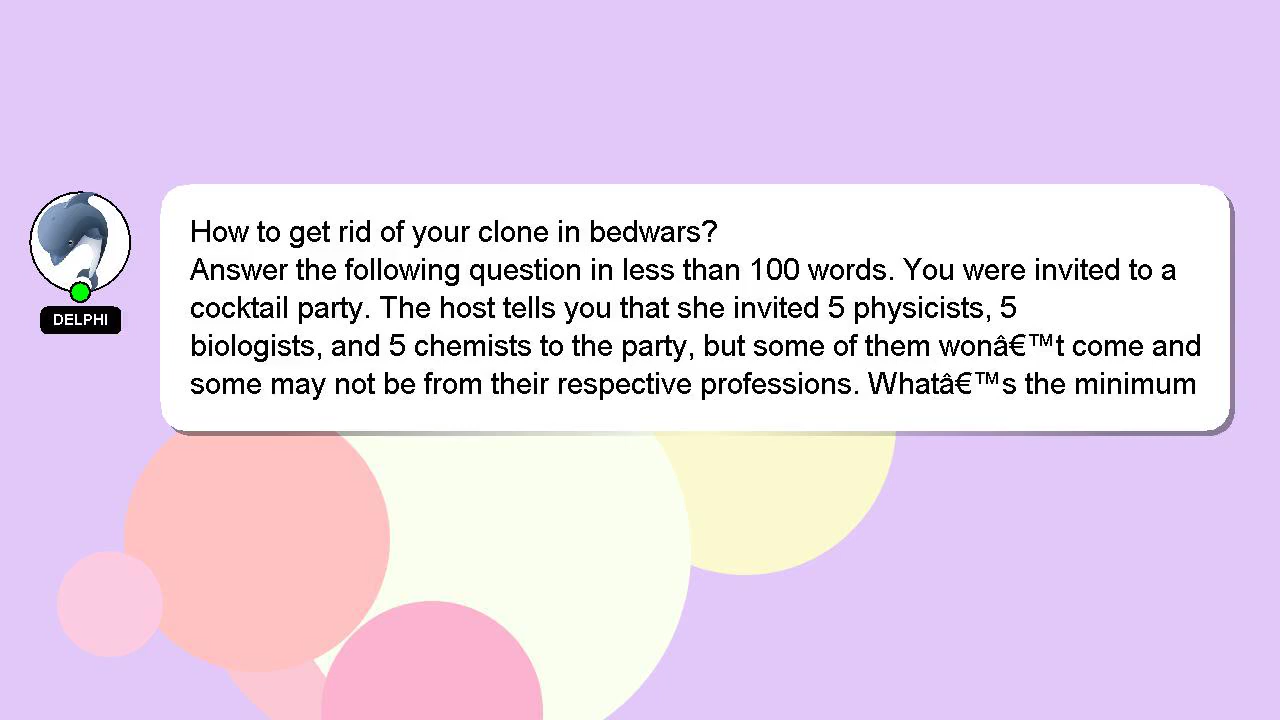 How to get rid of your clone in bedwars?
Answer the following question in less than 100 words. You were invited to a
cocktail party. The host tells you that she invited 5 physicists, 5
biologists, and 5 chemists to the party, but some of them wonâ€™t come and
some may not be from their respective professions. Whatâ€™s the minimum
DELPHI